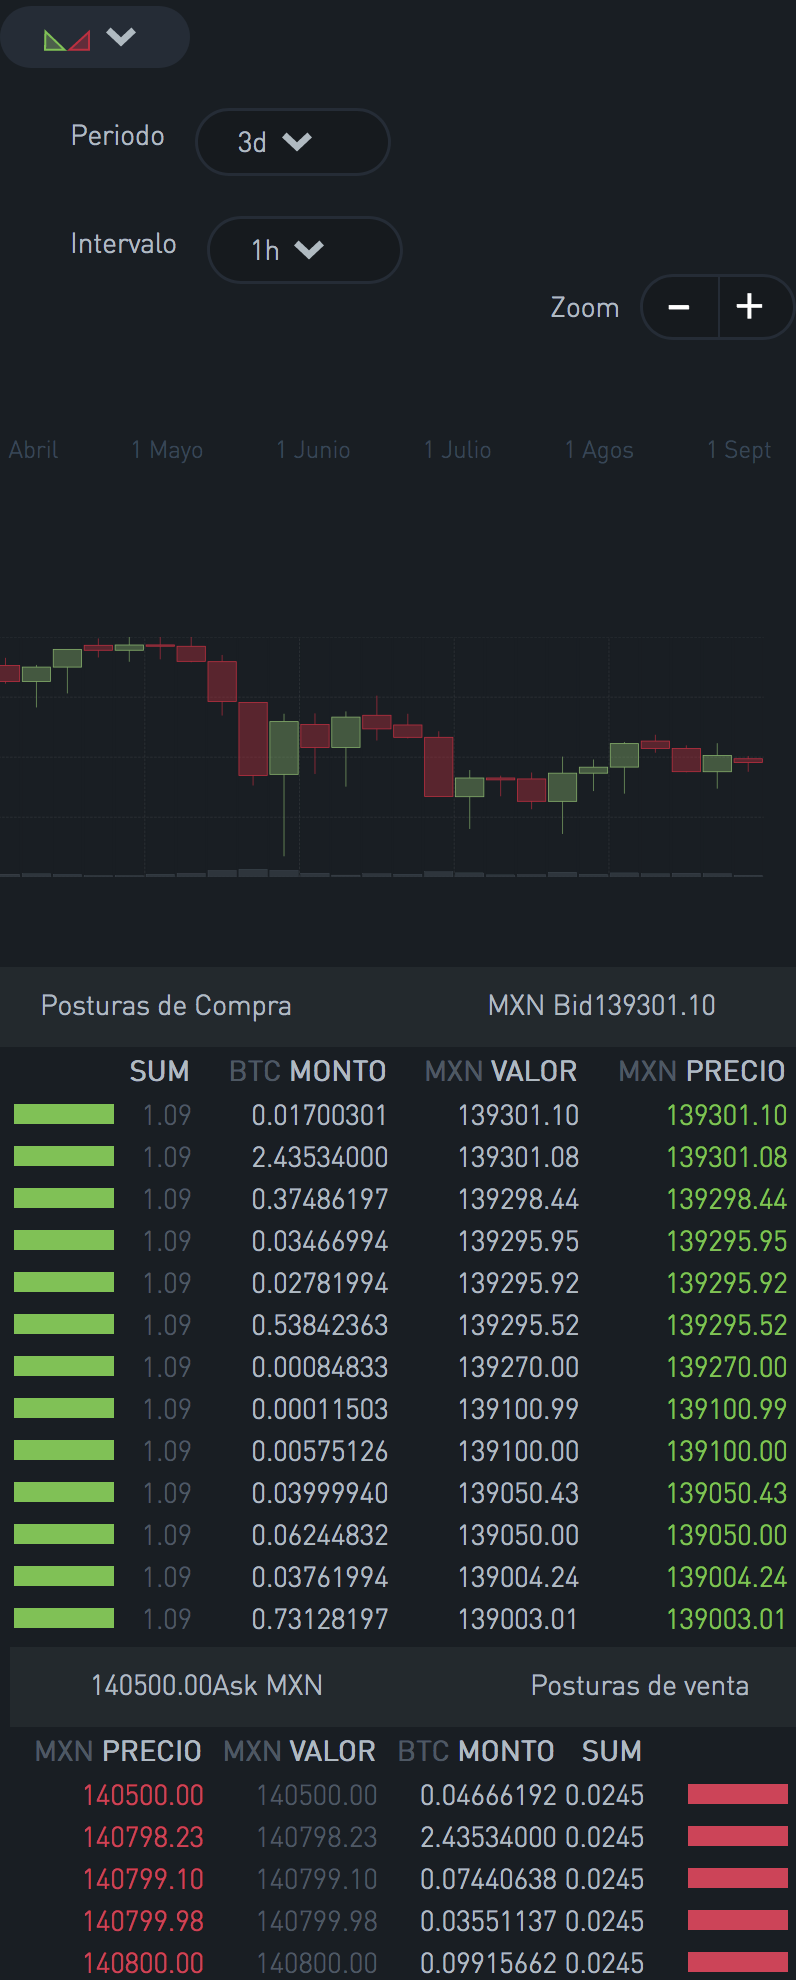 Periodo 3d
Intervalo 1h
Zoom - +
Abril 1 Mayo 1 Junio 1 Julio 1 Agos 1 Sept
Posturas de Compra MXN Bid139301.10
SUM BTC MONTO MXN VALOR MXN PRECIO
1.09 0.01700301 139301.10 139301.10
1.09 2.43534000 139301.08 139301.08
1.09 0.37486197 139298.44 139298.44
1.09 0.03466994 139295.95 139295.95
1.09 0.02781994 139295.92 139295.92
1.09 0.53842363 139295.52 139295.52
1.09 0.00084833 139270.00 139270.00
1.09 0.00011503 139100.99 139100.99
1.09 0.00575126 139100.00 139100.00
1.09 0.03999940 139050.43 139050.43
1.09 0.06244832 139050.00 139050.00
1.09 0.03761994 139004.24 139004.24
1.09 0.73128197 139003.01 139003.01
140500.00Ask MXN Posturas de venta
MXN PRECIO MXN VALOR BTC MONTO SUM
140500.00 140500.00 0.04666192 0.0245
140798.23 140798.23 2.43534000 0.0245
140799.10 140799.10 0.07440638 0.0245
140799.98 140799.98 0.03551137 0.0245
140800.00 140800.00 0.09915662 0.0245